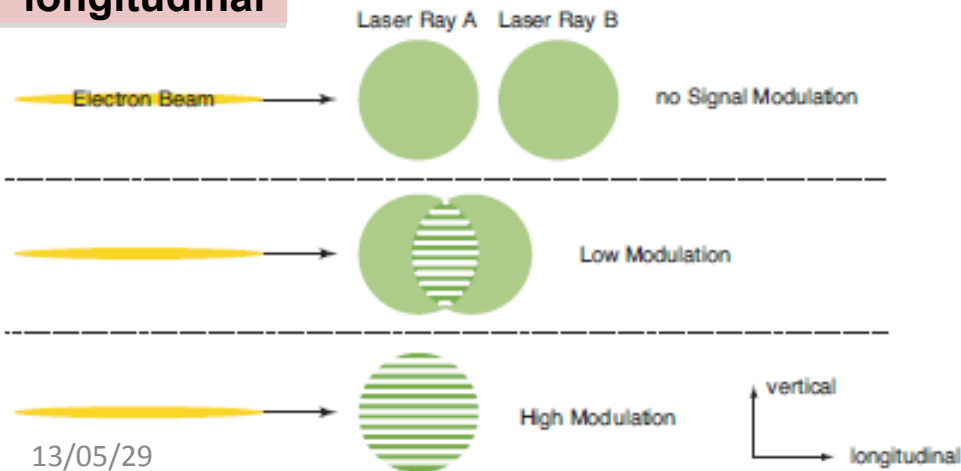 longitudinal
Laser Ray A Laser Ray B
Electron Beam
no Signal Modulation
Low Modulation
High Modulation
vertical
longitudinal
13/05/29